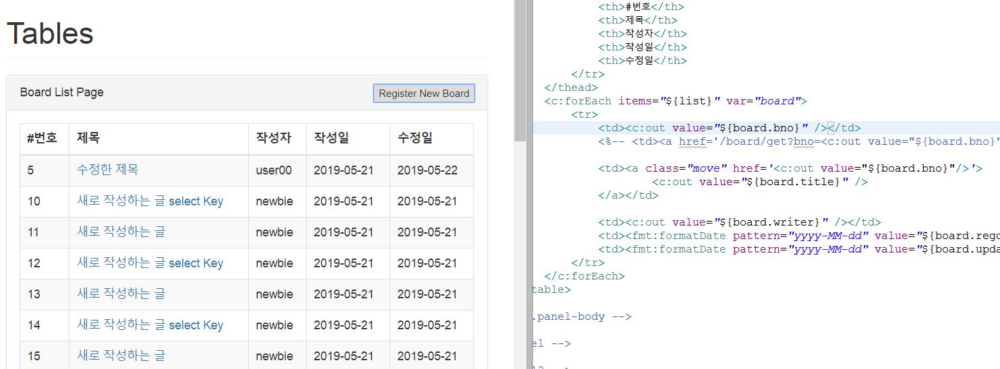 Tables
Board List Page Register New Board
#번호 제목 작성자 작성일 수정일
5 수정한 제목 user00 2019-05-21 2019-05-22
10 새로 작성하는 글 select Key newbie 2019-05-21 2019-05-21
11 새로 작성하는 글 newbie 2019-05-21 2019-05-21
12 새로 작성하는 글 select Key newbie 2019-05-21 2019-05-21
13 새로 작성하는 글 newbie 2019-05-21 2019-05-21
14 새로 작성하는 글 select Key newbie 2019-05-21 2019-05-21
15 새로 작성하는 글 newbie 2019-05-21 2019-05-21
<th>#번호</th>
<th>제목</th>
<th>작성자</th>
<th>작성일</th>
<th>수정일</th>
</tr>
</thead>
<c:forEach items="${list}" var="board">
<tr>
<td><c:out value="${board.bno}" /></td>
<%-- <td><a href='/board/get?bno=<c:out value="${board.bno}"
<td><a class="move" href='<c:out value="${board.bno}"/>'>
<c:out value="${board.title}" />
</a></td>
<td><c:out value="${board.writer}" /></td>
<td><fmt:formatDate pattern="yyyy-MM-dd" value="${board.regd
<td><fmt:formatDate pattern="yyyy-MM-dd" value="${board.upda
</tr>
</c:forEach>
table>
.panel-body -->
el -->